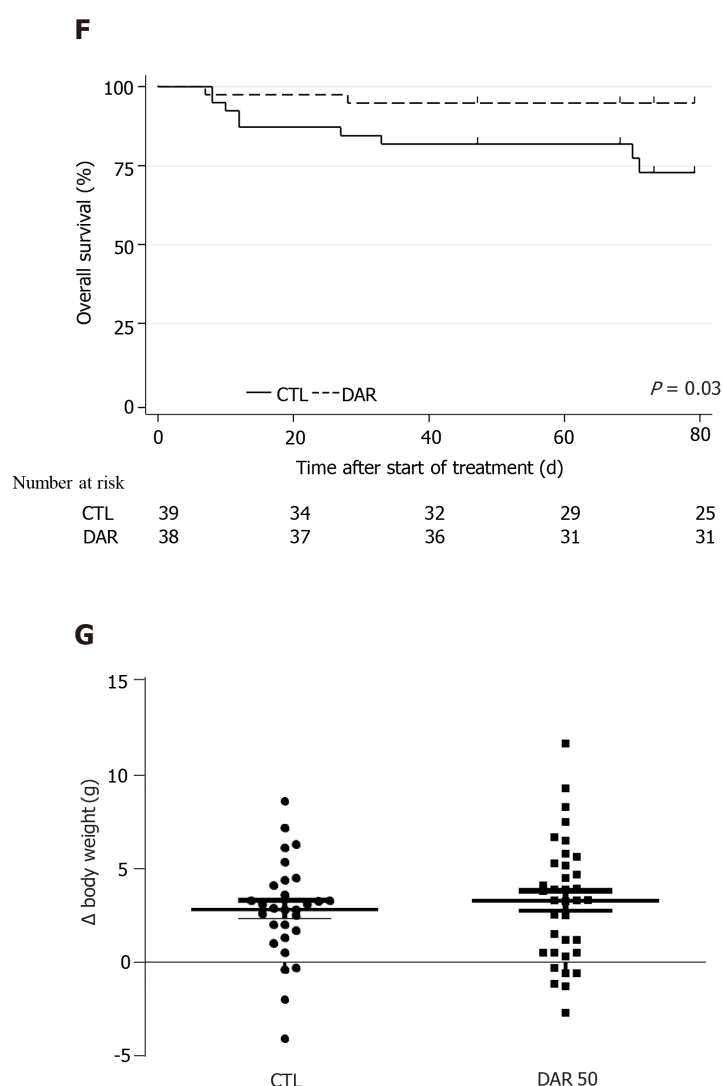 F
100
75
50
25
0
Overall survival (%)
CTL DAR
P = 0.03
0 20 40 60 80
Time after start of treatment (d)
Number at risk
CTL 39 34 32 29 25
DAR 38 37 36 31 31
G
15
10
5
0
-5
Δ body weight (g)
CTL DAR 50